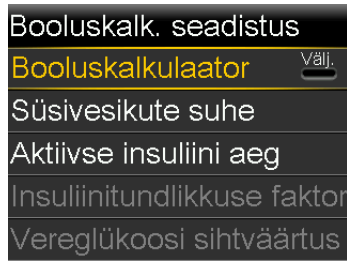 Booluskalk. seadistus
Booluskalkulaator Välj.
Süsivesikute suhe
Aktiivse insuliini aeg
Insuliinitundlikkuse faktor
Vereglükoosi sihtväärtus